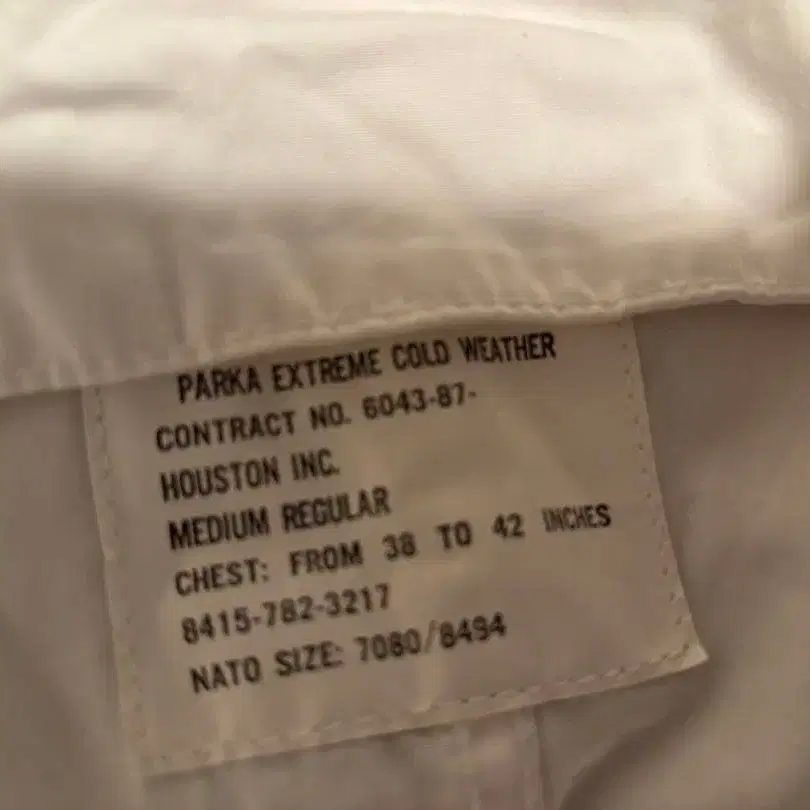 PARKA EXTREME COLD WEATHER
CONTRACT NO. 6043-87-
HOUSTON INC.
MEDIUM REGULAR
CHEST: FROM 38 TO 42 INCHES
8415-782-3217
NATO SIZE: 7080/8494